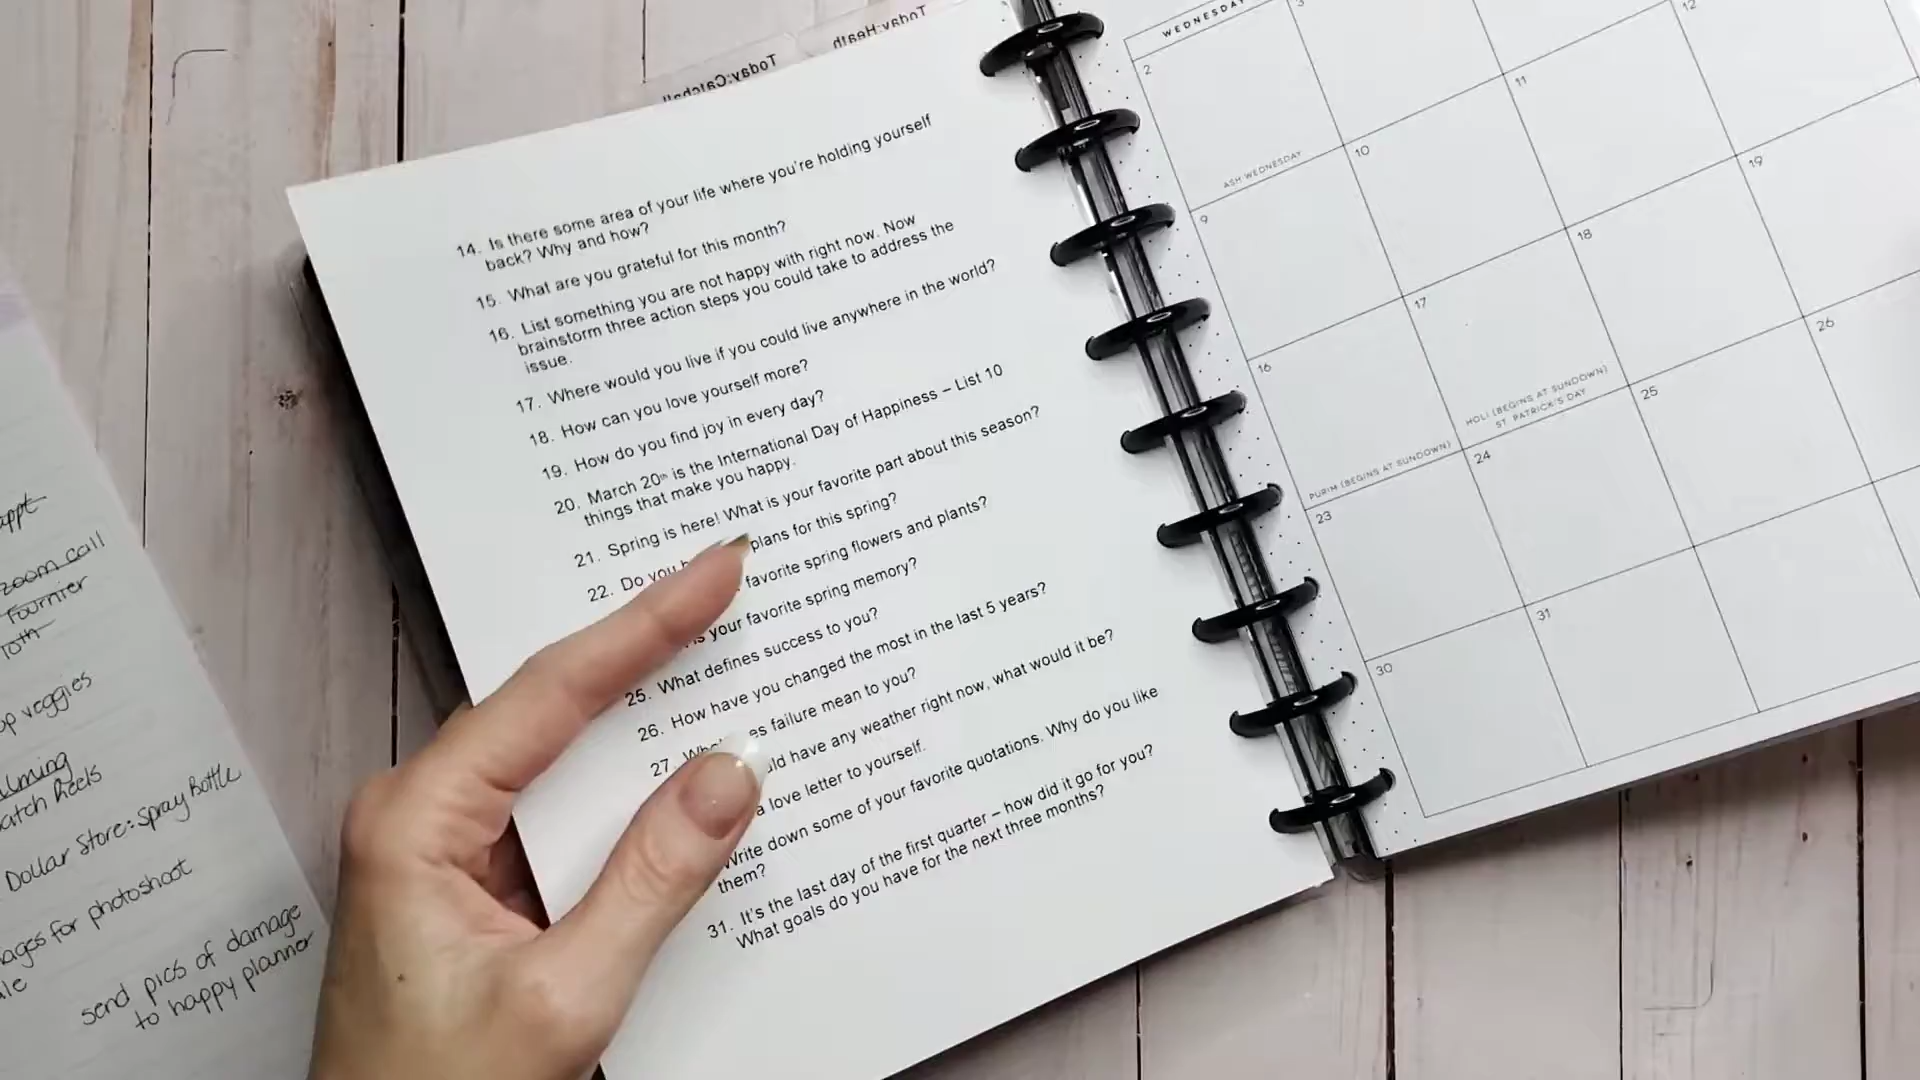 appt
zoom call
Fournier
Toth
veggies
Dollar Store: Spray Bottle
for photoshoot
send pics of damage
to happy planner
Today:Catchall
Today:Heath
14. Is there some area of your life where you're holding yourself
back? Why and how?
15. What are you grateful for this month?
16. List something you are not happy with right now. Now
brainstorm three action steps you could take to address the
issue.
17. Where would you live if you could live anywhere in the world?
18. How can you love yourself more?
19. How do you find joy in every day?
20. March 20th is the International Day of Happiness – List 10
things that make you happy.
21. Spring is here! What is your favorite part about this season?
22. Do you plans for this spring?
favorite spring flowers and plants?
is your favorite spring memory?
25. What defines success to you?
26. How have you changed the most in the last 5 years?
27. failure mean to you?
have any weather right now, what would it be?
a love letter to yourself.
Write down some of your favorite quotations. Why do you like
them?
31. It's the last day of the first quarter – how did it go for you?
What goals do you have for the next three months?
WEDNESDAY
2
3
ASH WEDNESDAY
9
10
11
12
16
17
18
19
PURIM (BEGINS AT SUNDOWN)
HOLI (BEGINS AT SUNDOWN)
ST. PATRICK'S DAY
23
24
25
26
30
31